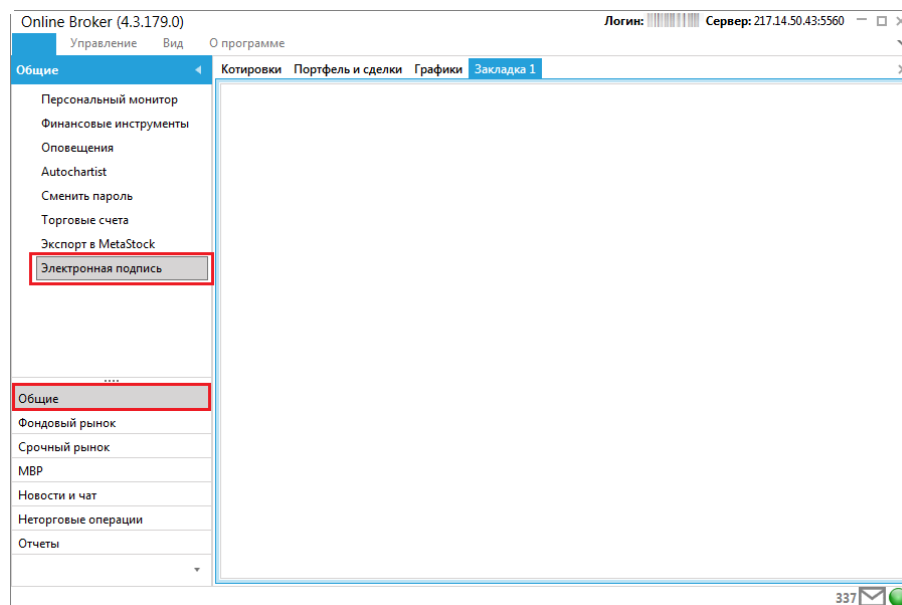 Online Broker (4.3.179.0) Логин: Сервер: 217.14.50.43:5560
Управление Вид О программе
Общие
Котировки Портфель и сделки Графики Закладка 1
Персональный монитор
Финансовые инструменты
Оповещения
Autochartist
Сменить пароль
Торговые счета
Экспорт в MetaStock
Электронная подпись
Общие
Фондовый рынок
Срочный рынок
МВР
Новости и чат
Неторговые операции
Отчеты
337